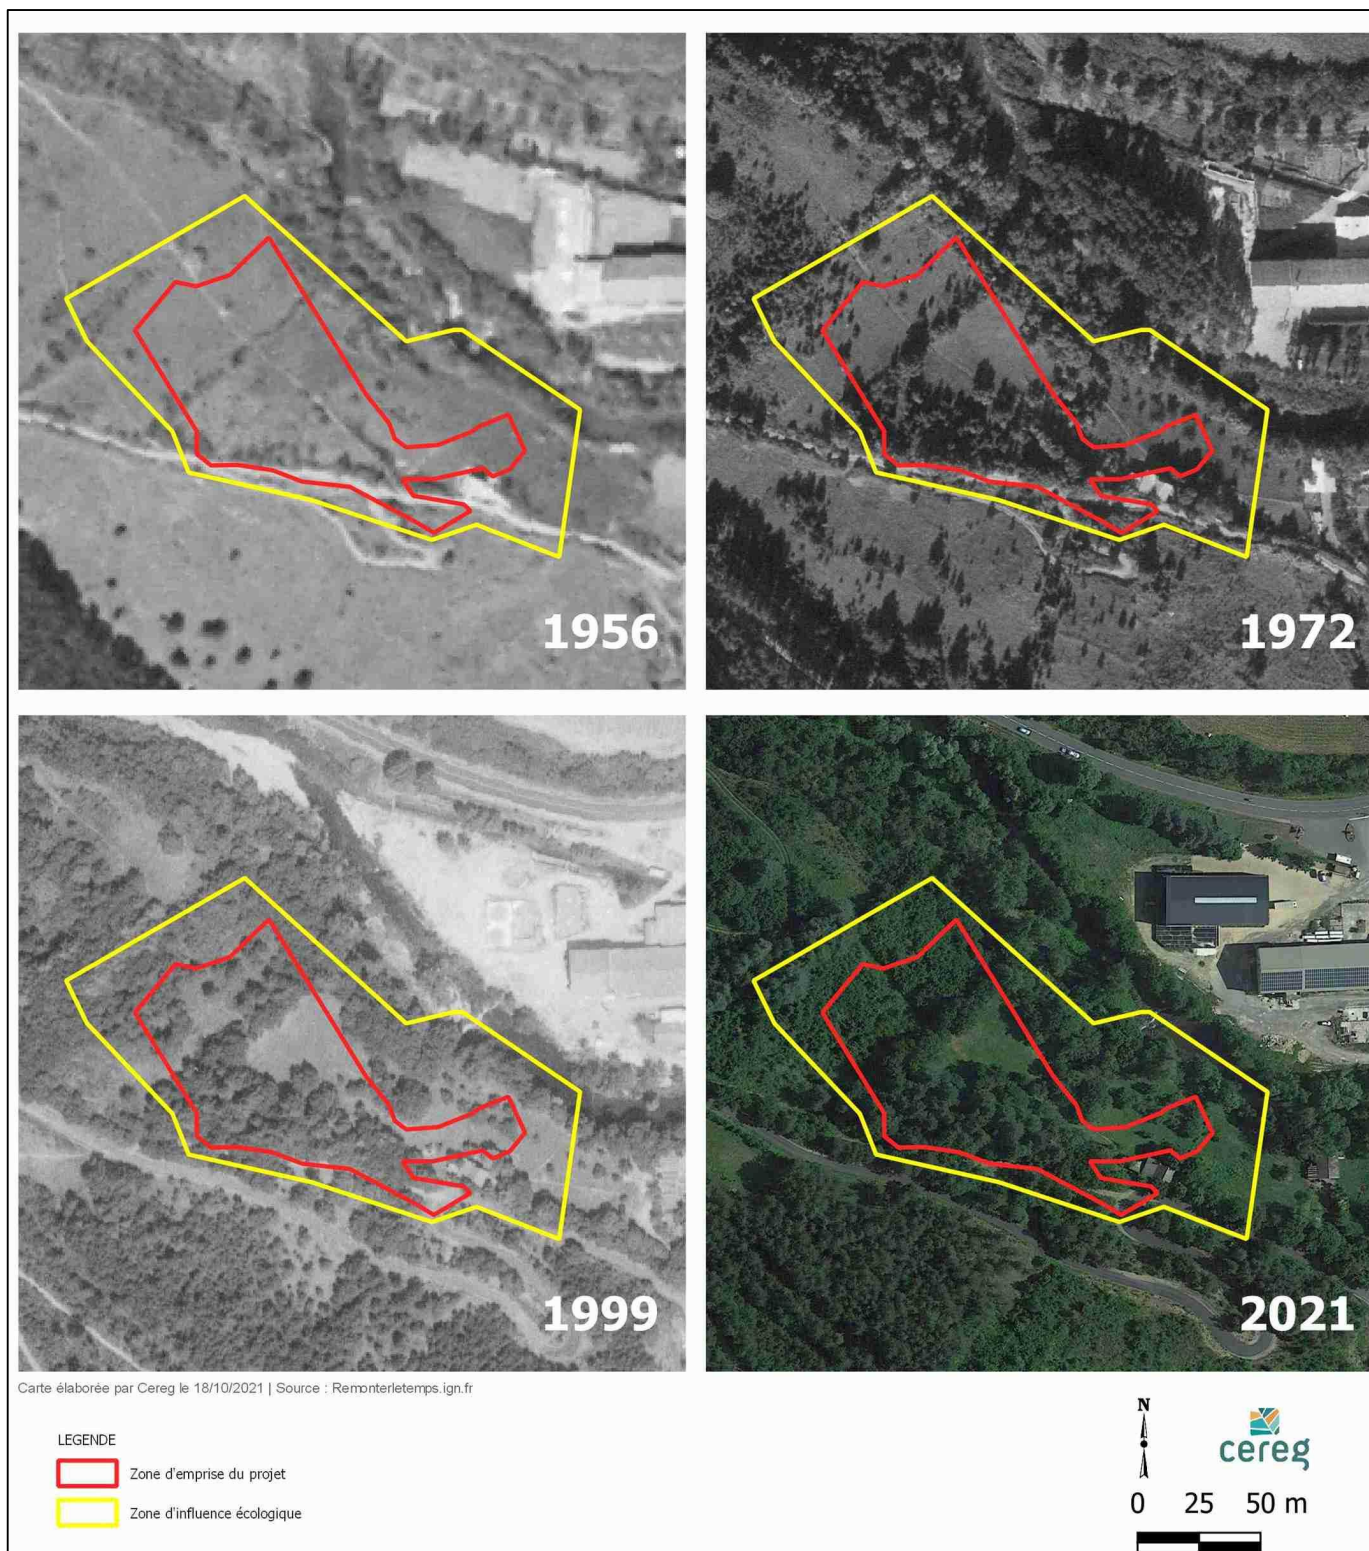 1956
1972
1999
2021
Carte élaborée par Cereg le 18/10/2021 | Source : Remonterletemps.ign.fr
LEGENDE
Zone d'emprise du projet
Zone d'influence écologique
N
cereg
0 25 50 m